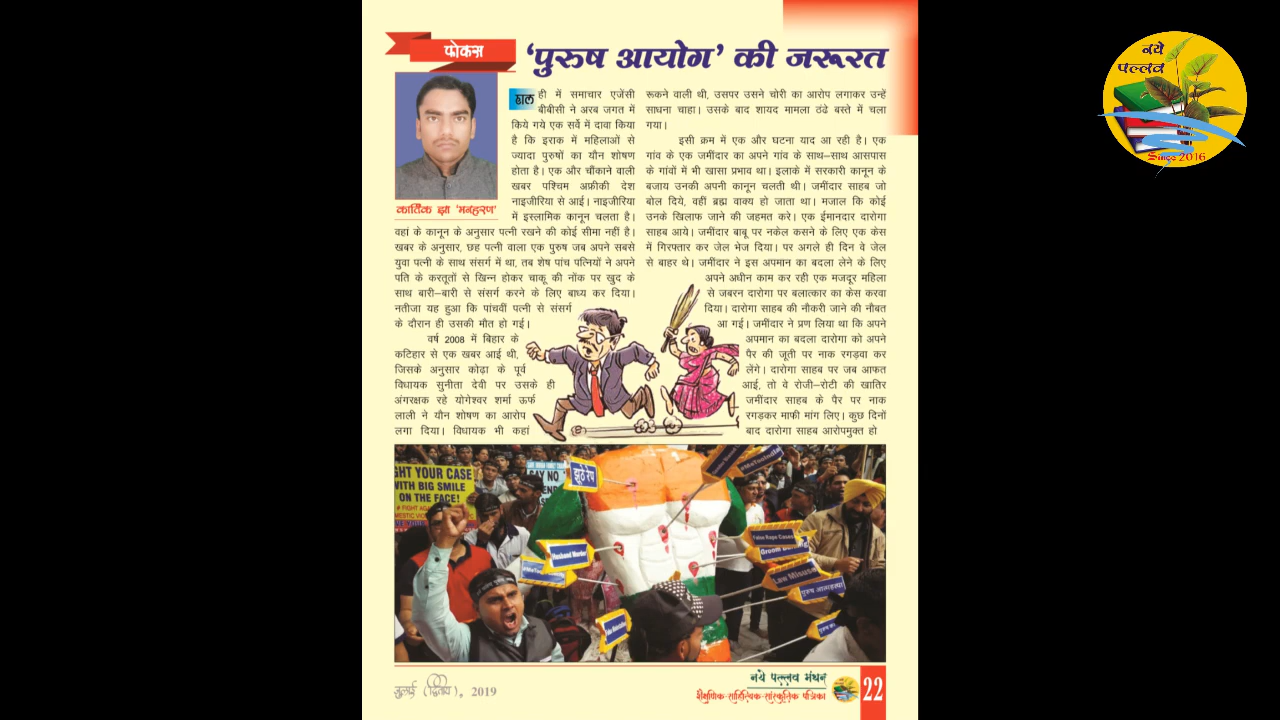 फोकस
‘पुरुष आयोग’ की जरूरत
कार्तिक झा ‘मनहरण’
हाल ही में समाचार एजेंसी
बीबीसी ने अरब जगत में
किये गये एक सर्वे में दावा किया
है कि इराक में महिलाओं से
ज्यादा पुरुषों का यौन शोषण
होता है। एक और चौंकाने वाली
खबर पश्चिम अफ्रीकी देश
नाइजीरिया से आई। नाइजीरिया
में इस्लामिक कानून चलता है।
वहां के कानून के अनुसार पत्नी रखने की कोई सीमा नहीं है।
खबर के अनुसार, छह पत्नी वाला एक पुरुष जब अपने सबसे
युवा पत्नी के साथ संसर्ग में था, तब शेष पांच पत्नियों ने अपने
पति के करतूतों से खिन्न होकर चाकू की नोंक पर खुद के
साथ बारी–बारी से संसर्ग करने के लिए बाध्य कर दिया।
नतीजा यह हुआ कि पांचवीं पत्नी से संसर्ग
के दौरान ही उसकी मौत हो गई।
वर्ष 2008 में बिहार के
कटिहार से एक खबर आई थी,
जिसके अनुसार कोढ़ा के पूर्व
विधायक सुनीता देवी पर उसके ही
अंगरक्षक रहे योगेश्वर शर्मा ऊर्फ
लाली ने यौन शोषण का आरोप
लगा दिया। विधायक भी कहां
रूकने वाली थी, उसपर उसने चोरी का आरोप लगाकर उन्हें
साधना चाहा। उसके बाद शायद मामला ठंढे बस्ते में चला
गया।
इसी क्रम में एक और घटना याद आ रही है। एक
गांव के एक जमींदार का अपने गांव के साथ–साथ आसपास
के गांवों में भी खासा प्रभाव था। इलाके में सरकारी कानून के
बजाय उनकी अपनी कानून चलती थी। जमींदार साहब जो
बोल दिये, वहीं ब्रह्म वाक्य हो जाता था। मजाल कि कोई
उनके खिलाफ जाने की जहमत करे। एक ईमानदार दारोगा
साहब आये। जमींदार बाबू पर नकेल कसने के लिए एक केस
में गिरफ्तार कर जेल भेज दिया। पर अगले ही दिन वे जेल
से बाहर थे। जमींदार ने इस अपमान का बदला लेने के लिए
अपने अधीन काम कर रही एक मजदूर महिला
से जबरन दारोगा पर बलात्कार का केस करवा
दिया। दारोगा साहब की नौकरी जाने की नौबत
आ गई। जमींदार ने प्रण लिया था कि अपने
अपमान का बदला दारोगा को अपने
पैर की जूती पर नाक रगड़वा कर
लेंगे। दारोगा साहब पर जब आफत
आई, तो वे रोजी–रोटी की खातिर
जमींदार साहब के पैर पर नाक
रगड़कर माफी मांग लिए। कुछ दिनों
बाद दारोगा साहब आरोपमुक्त हो
GHT YOUR CASE
WITH BIG SMILE
ON THE FACE!
SAY NO
झूठे रेप
Husband Murder
False Rape Cases
Groom Burning
Law Misuse
पुरुष आत्महत्या
जुलाई (द्वितीय), 2019
नये पल्लव मंथन
शैक्षणिक-साहित्यिक-सांस्कृतिक पत्रिका
22
नये
पल्लव
Since 2016